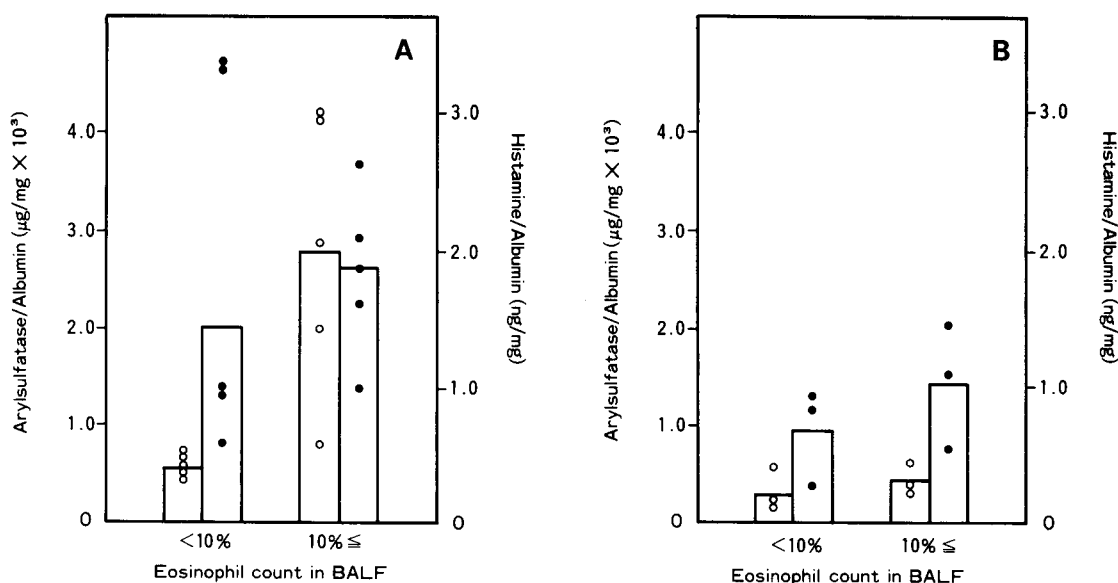 A
Arylsulfatase/Albumin (μg/mg × 10³)
4.0
3.0
2.0
1.0
0
Histamine/Albumin (ng/mg)
3.0
2.0
1.0
0
<10%
10% ≦
Eosinophil count in BALF
B
Arylsulfatase/Albumin (μg/mg × 10³)
4.0
3.0
2.0
1.0
0
Histamine/Albumin (ng/mg)
3.0
2.0
1.0
0
<10%
10% ≦
Eosinophil count in BALF